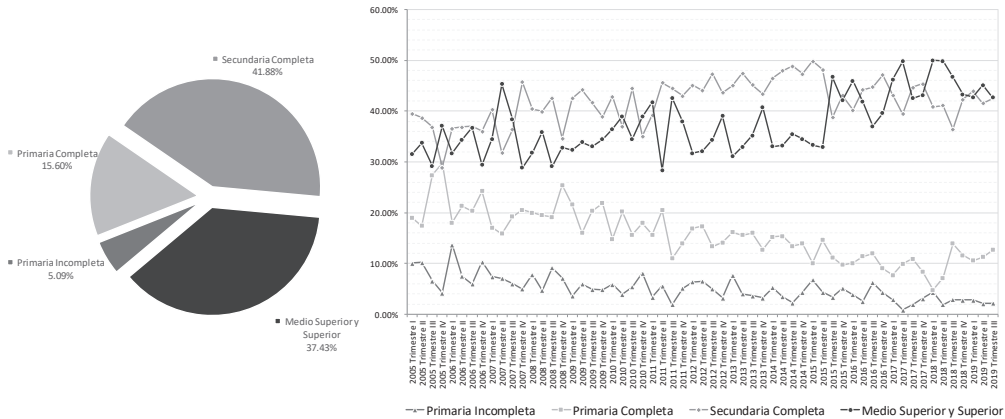 Secundaria Completa
41.88%
Primaria Completa
15.60%
Primaria Incompleta
5.09%
Medio Superior y
Superior
37.43%
60.00%
50.00%
40.00%
30.00%
20.00%
10.00%
0.00%
2005 Trimestre I
2005 Trimestre II
2005 Trimestre III
2005 Trimestre IV
2006 Trimestre I
2006 Trimestre II
2006 Trimestre III
2006 Trimestre IV
2007 Trimestre I
2007 Trimestre II
2007 Trimestre III
2007 Trimestre IV
2008 Trimestre I
2008 Trimestre II
2008 Trimestre III
2008 Trimestre IV
2009 Trimestre I
2009 Trimestre II
2009 Trimestre III
2009 Trimestre IV
2010 Trimestre I
2010 Trimestre II
2010 Trimestre III
2010 Trimestre IV
2011 Trimestre I
2011 Trimestre II
2011 Trimestre III
2011 Trimestre IV
2012 Trimestre I
2012 Trimestre II
2012 Trimestre III
2012 Trimestre IV
2013 Trimestre I
2013 Trimestre II
2013 Trimestre III
2013 Trimestre IV
2014 Trimestre I
2014 Trimestre II
2014 Trimestre III
2014 Trimestre IV
2015 Trimestre I
2015 Trimestre II
2015 Trimestre III
2015 Trimestre IV
2016 Trimestre I
2016 Trimestre II
2016 Trimestre III
2016 Trimestre IV
2017 Trimestre I
2017 Trimestre II
2017 Trimestre III
2017 Trimestre IV
2018 Trimestre I
2018 Trimestre II
2018 Trimestre III
2018 Trimestre IV
2019 Trimestre I
2019 Trimestre II
2019 Trimestre III
Primaria Incompleta Primaria Completa Secundaria Completa Medio Superior y Superior